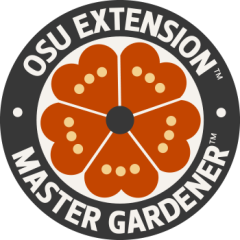 OSU EXTENSION™
MASTER GARDENER™